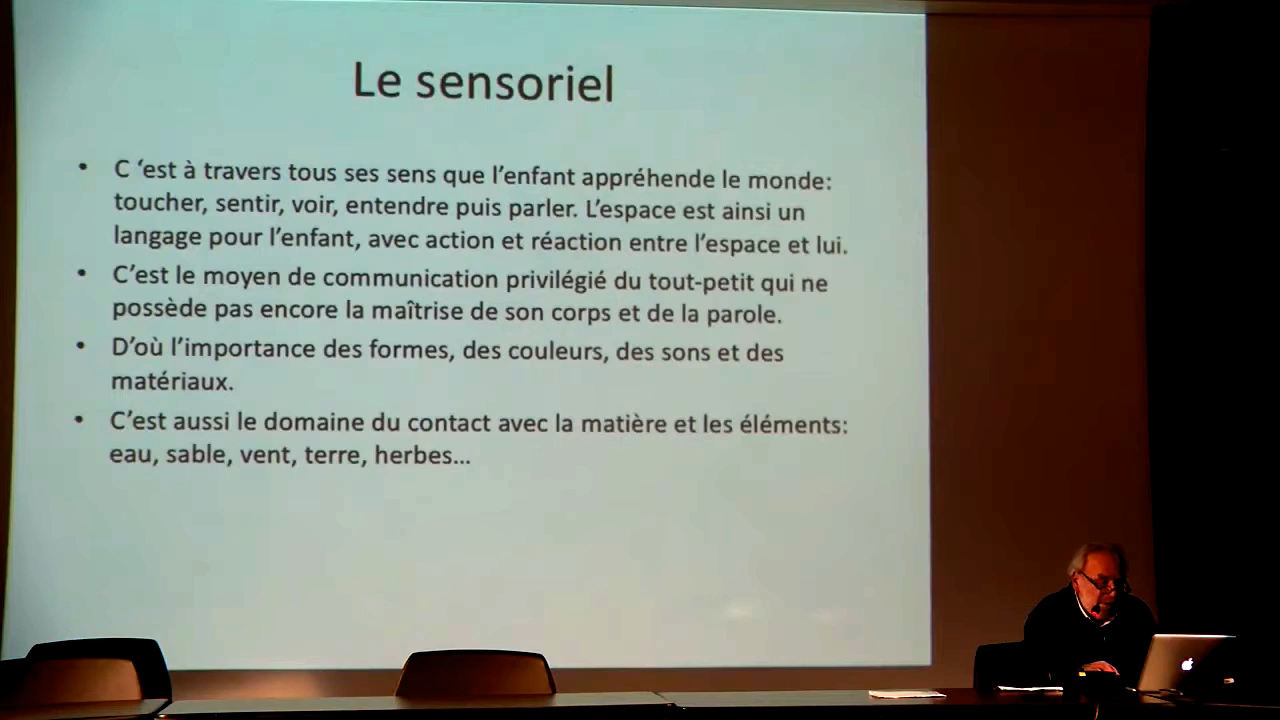 Le sensoriel
• C ‘est à travers tous ses sens que l’enfant appréhende le monde:
toucher, sentir, voir, entendre puis parler. L’espace est ainsi un
langage pour l’enfant, avec action et réaction entre l’espace et lui.
• C’est le moyen de communication privilégié du tout-petit qui ne
possède pas encore la maîtrise de son corps et de la parole.
• D’où l’importance des formes, des couleurs, des sons et des
matériaux.
• C’est aussi le domaine du contact avec la matière et les éléments:
eau, sable, vent, terre, herbes...